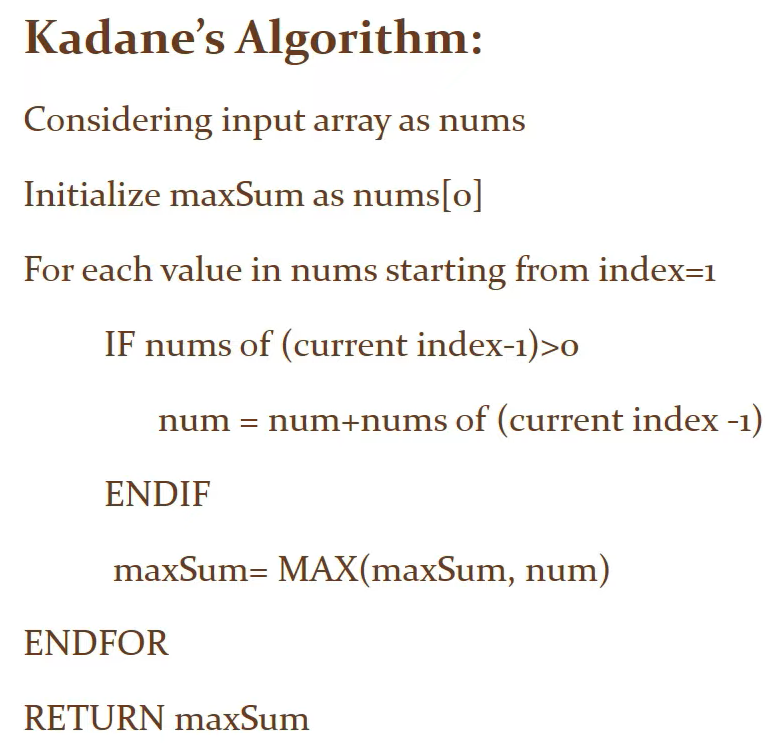 Kadane’s Algorithm:
Considering input array as nums
Initialize maxSum as nums[0]
For each value in nums starting from index=1
IF nums of (current index-1)>0
num = num+nums of (current index -1)
ENDIF
maxSum= MAX(maxSum, num)
ENDFOR
RETURN maxSum